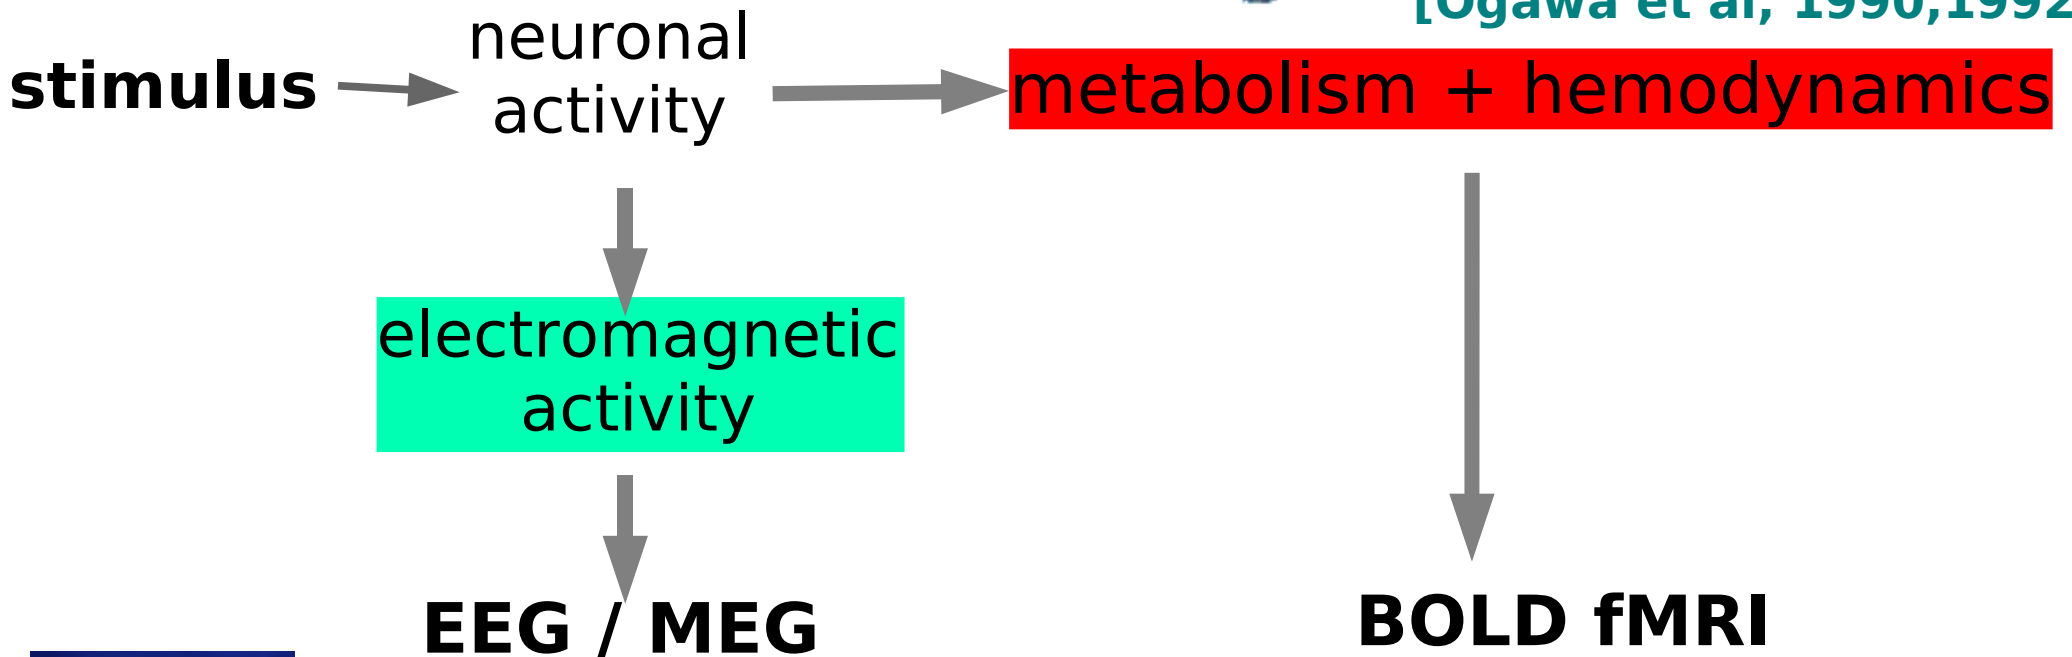 [Ogawa et al, 1990;1992
neuronal
stimulus
activity
metabolism + hemodynamics
electromagnetic
activity
EEG / MEG
BOLD fMRI